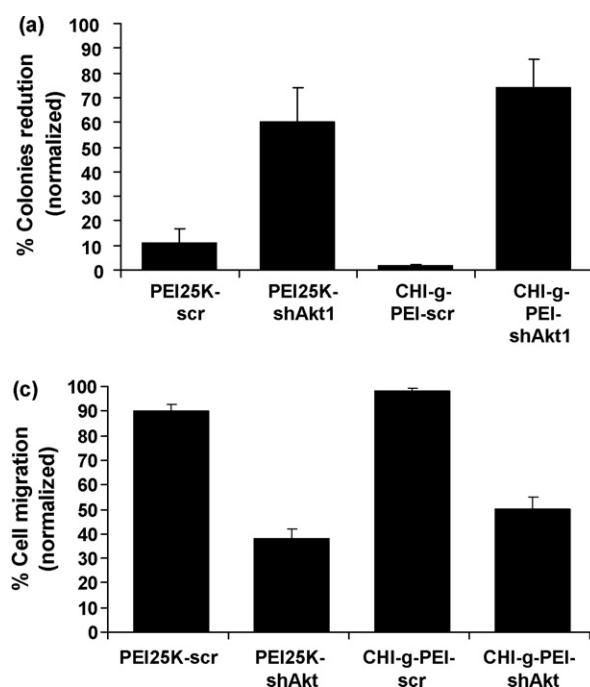 (a)
% Colonies redution
(normalized)
100
90
80
70
60
50
40
30
20
10
0
PEI25K-
scr
PEI25K-
shAkt1
CHI-g-
PEI-scr
CHI-g-
PEI-
shAkt1
(c)
% Cell migration
(normalized)
100
90
80
70
60
50
40
30
20
10
0
PEI25K-scr
PEI25K-
shAkt
CHI-g-PEI-
scr
CHI-g-PEI-
shAkt